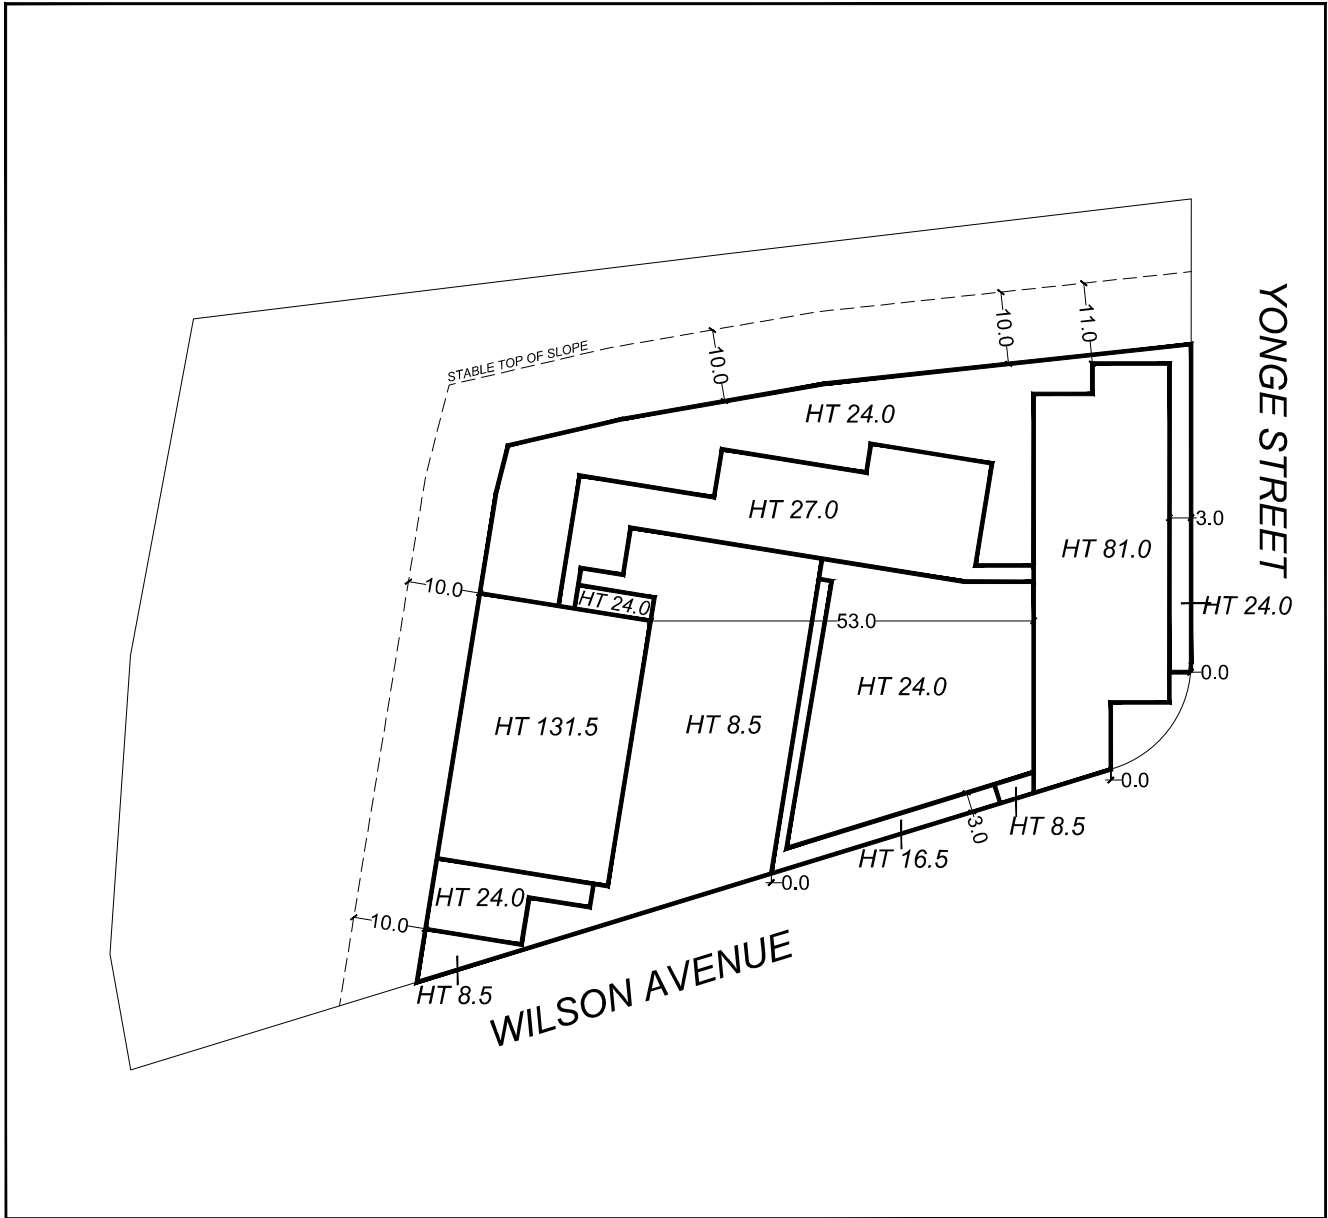 YONGE STREET
STABLE TOP OF SLOPE
10.0
11.0
10.0
HT 24.0
HT 27.0
3.0
HT 81.0
10.0
HT 24.0
HT 24.0
53.0
0.0
HT 24.0
HT 131.5
HT 8.5
0.0
3.0
HT 8.5
HT 16.5
0.0
HT 24.0
10.0
HT 8.5
WILSON AVENUE